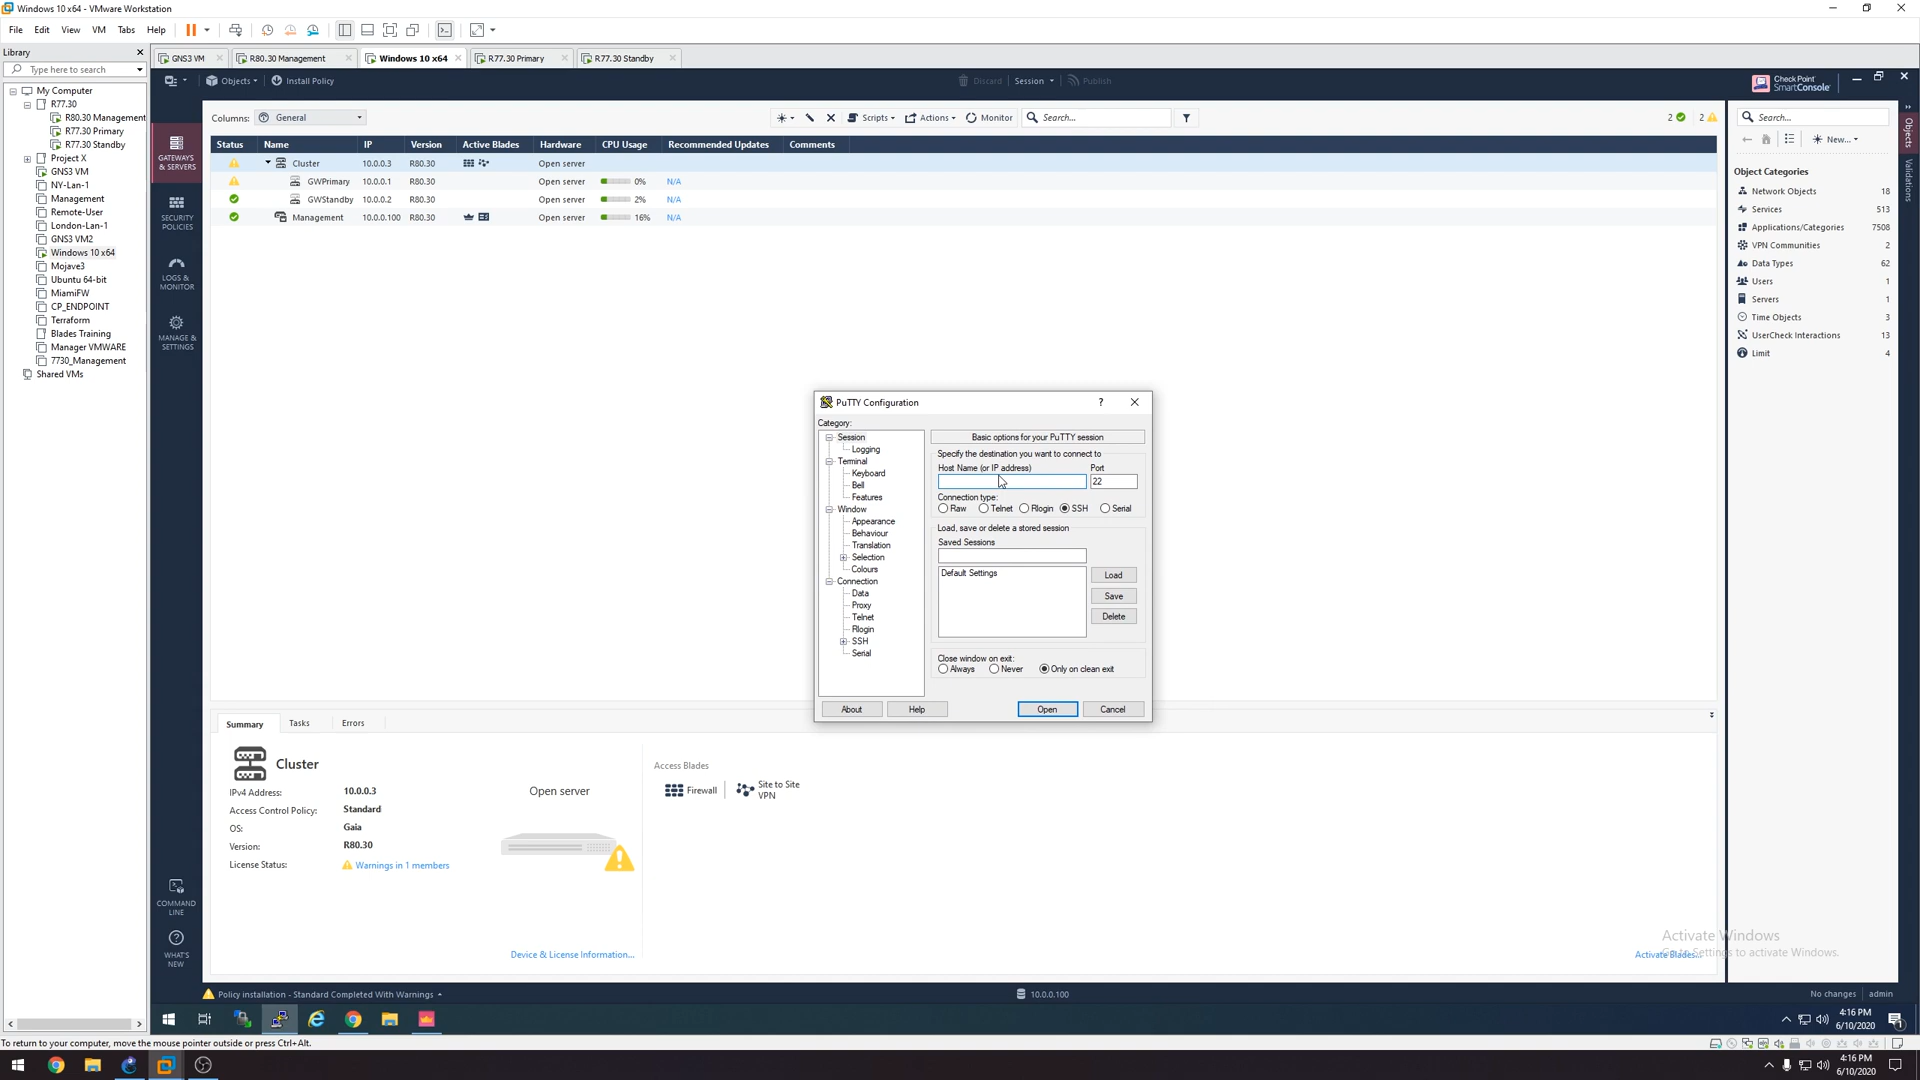 Windows 10 x64 - VMware Workstation
File Edit View VM Tabs Help
Library
Type here to search
My Computer
R77.30
R80.30 Management
R77.30 Primary
R77.30 Standby
Project X
GNS3 VM
NY-Lan-1
Management
Remote-User
London-Lan-1
GNS3 VM2
Windows 10 x64
Mojave3
Ubuntu 64-bit
MiamiFW
CP_ENDPOINT
Terraform
Blades Training
Manager VMWARE
7730_Management
Shared VMs
GNS3 VM R80.30 Management Windows 10 x64 R77.30 Primary R77.30 Standby
Objects Install Policy Discard Session Publish Check Point SmartConsole
GATEWAYS & SERVERS
SECURITY POLICIES
LOGS & MONITOR
MANAGE & SETTINGS
COMMAND LINE
WHAT'S NEW
Columns: General Scripts Actions Monitor Search... 2 2
Status Name IP Version Active Blades Hardware CPU Usage Recommended Updates Comments
Cluster 10.0.0.3 R80.30 Open server
GWPrimary 10.0.0.1 R80.30 Open server 0% N/A
GWStandby 10.0.0.2 R80.30 Open server 2% N/A
Management 10.0.0.100 R80.30 Open server 16% N/A
PuTTY Configuration ?
Category:
Session
Logging
Terminal
Keyboard
Bell
Features
Window
Appearance
Behaviour
Translation
Selection
Colours
Connection
Data
Proxy
Telnet
Rlogin
SSH
Serial
Basic options for your PuTTY session
Specify the destination you want to connect to
Host Name (or IP address) Port
22
Connection type:
Raw Telnet Rlogin SSH Serial
Load, save or delete a stored session
Saved Sessions
Default Settings
Load
Save
Delete
Close window on exit:
Always Never Only on clean exit
About Help Open Cancel
Search...
New...
Object Categories
Network Objects 18
Services 513
Applications/Categories 7508
VPN Communities 2
Data Types 62
Users 1
Servers 1
Time Objects 3
UserCheck Interactions 13
Limit 4
Objects
Validations
Summary Tasks Errors
Cluster
IPv4 Address: 10.0.0.3
Access Control Policy: Standard
OS: Gaia
Version: R80.30
License Status: Warnings in 1 members
Open server
Device & License Information...
Access Blades
Firewall
Site to Site VPN
Activate Windows
Activate Blades...
Go to Settings to activate Windows.
Policy installation - Standard Completed With Warnings 10.0.0.100 No changes admin
4:16 PM
6/10/2020
1
To return to your computer, move the mouse pointer outside or press Ctrl+Alt.
4:16 PM
6/10/2020